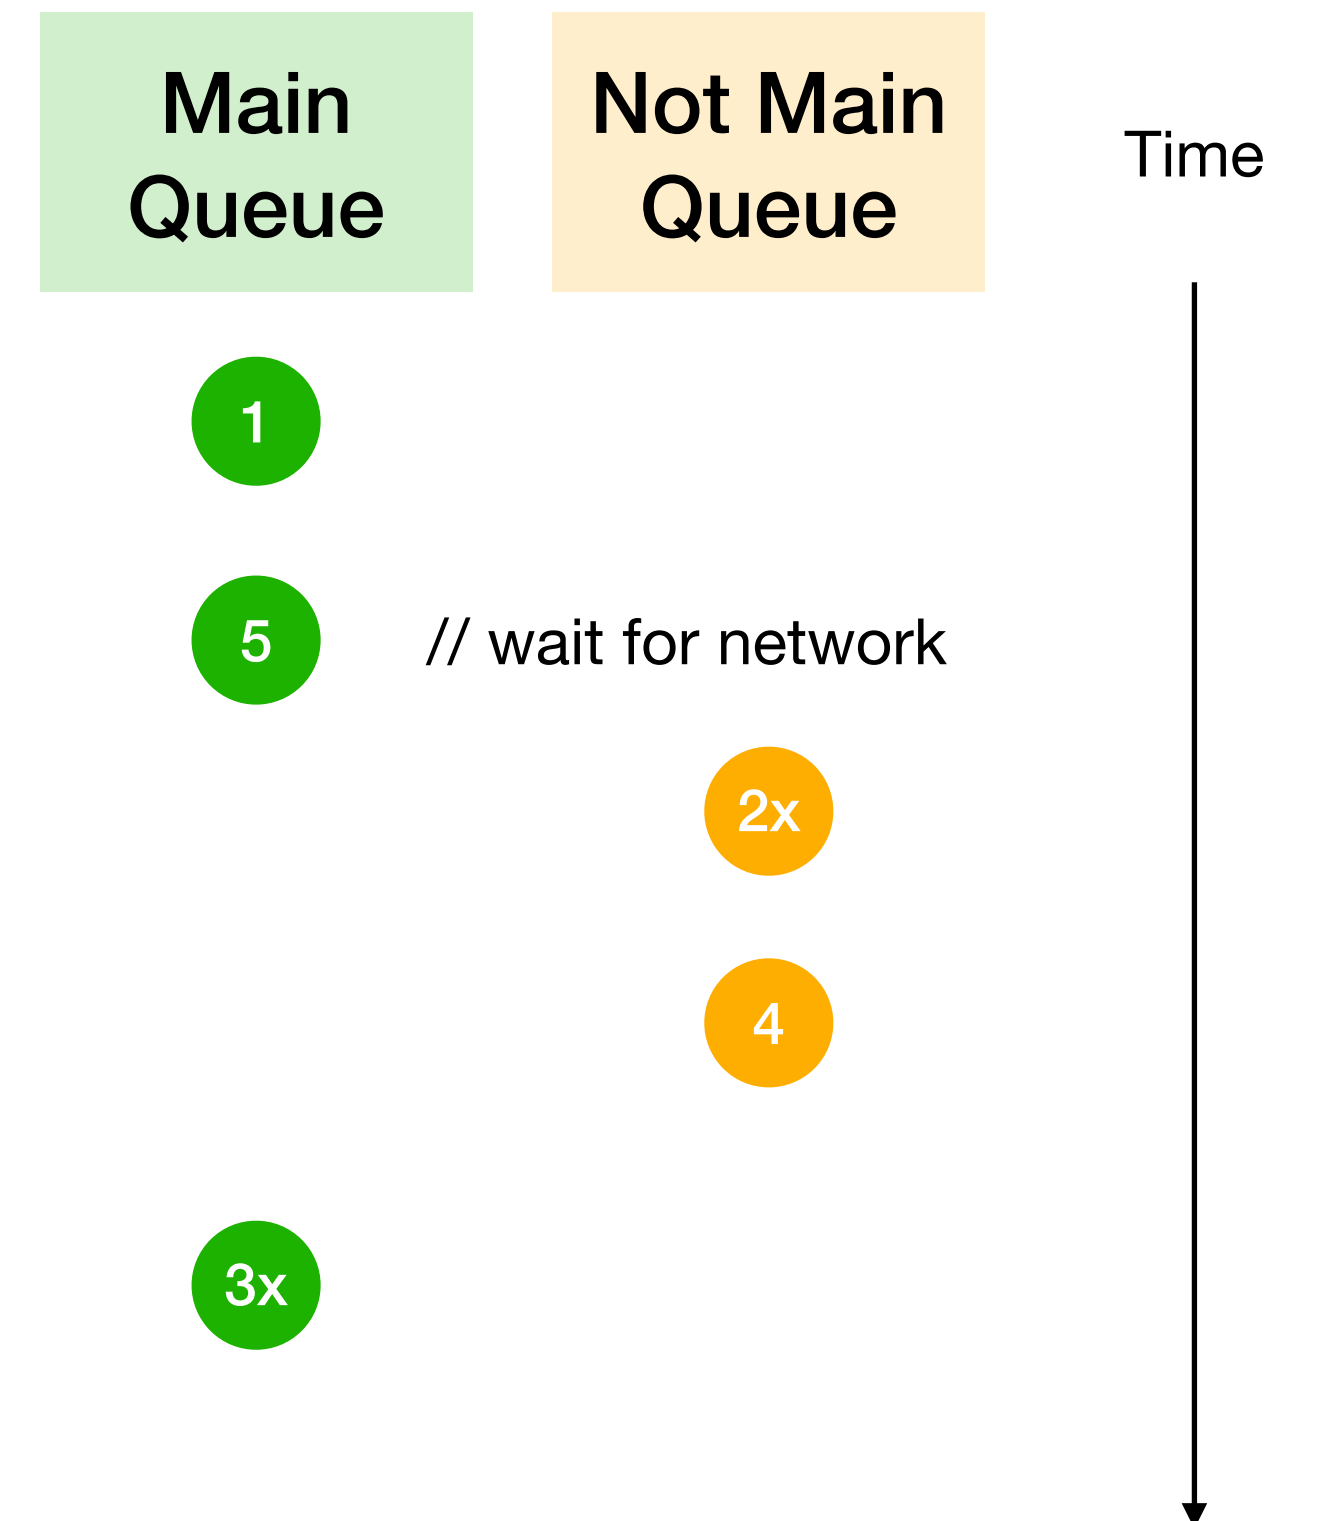 Main
Queue
Not Main
Queue
Time
1
5
// wait for network
2x
4
3x